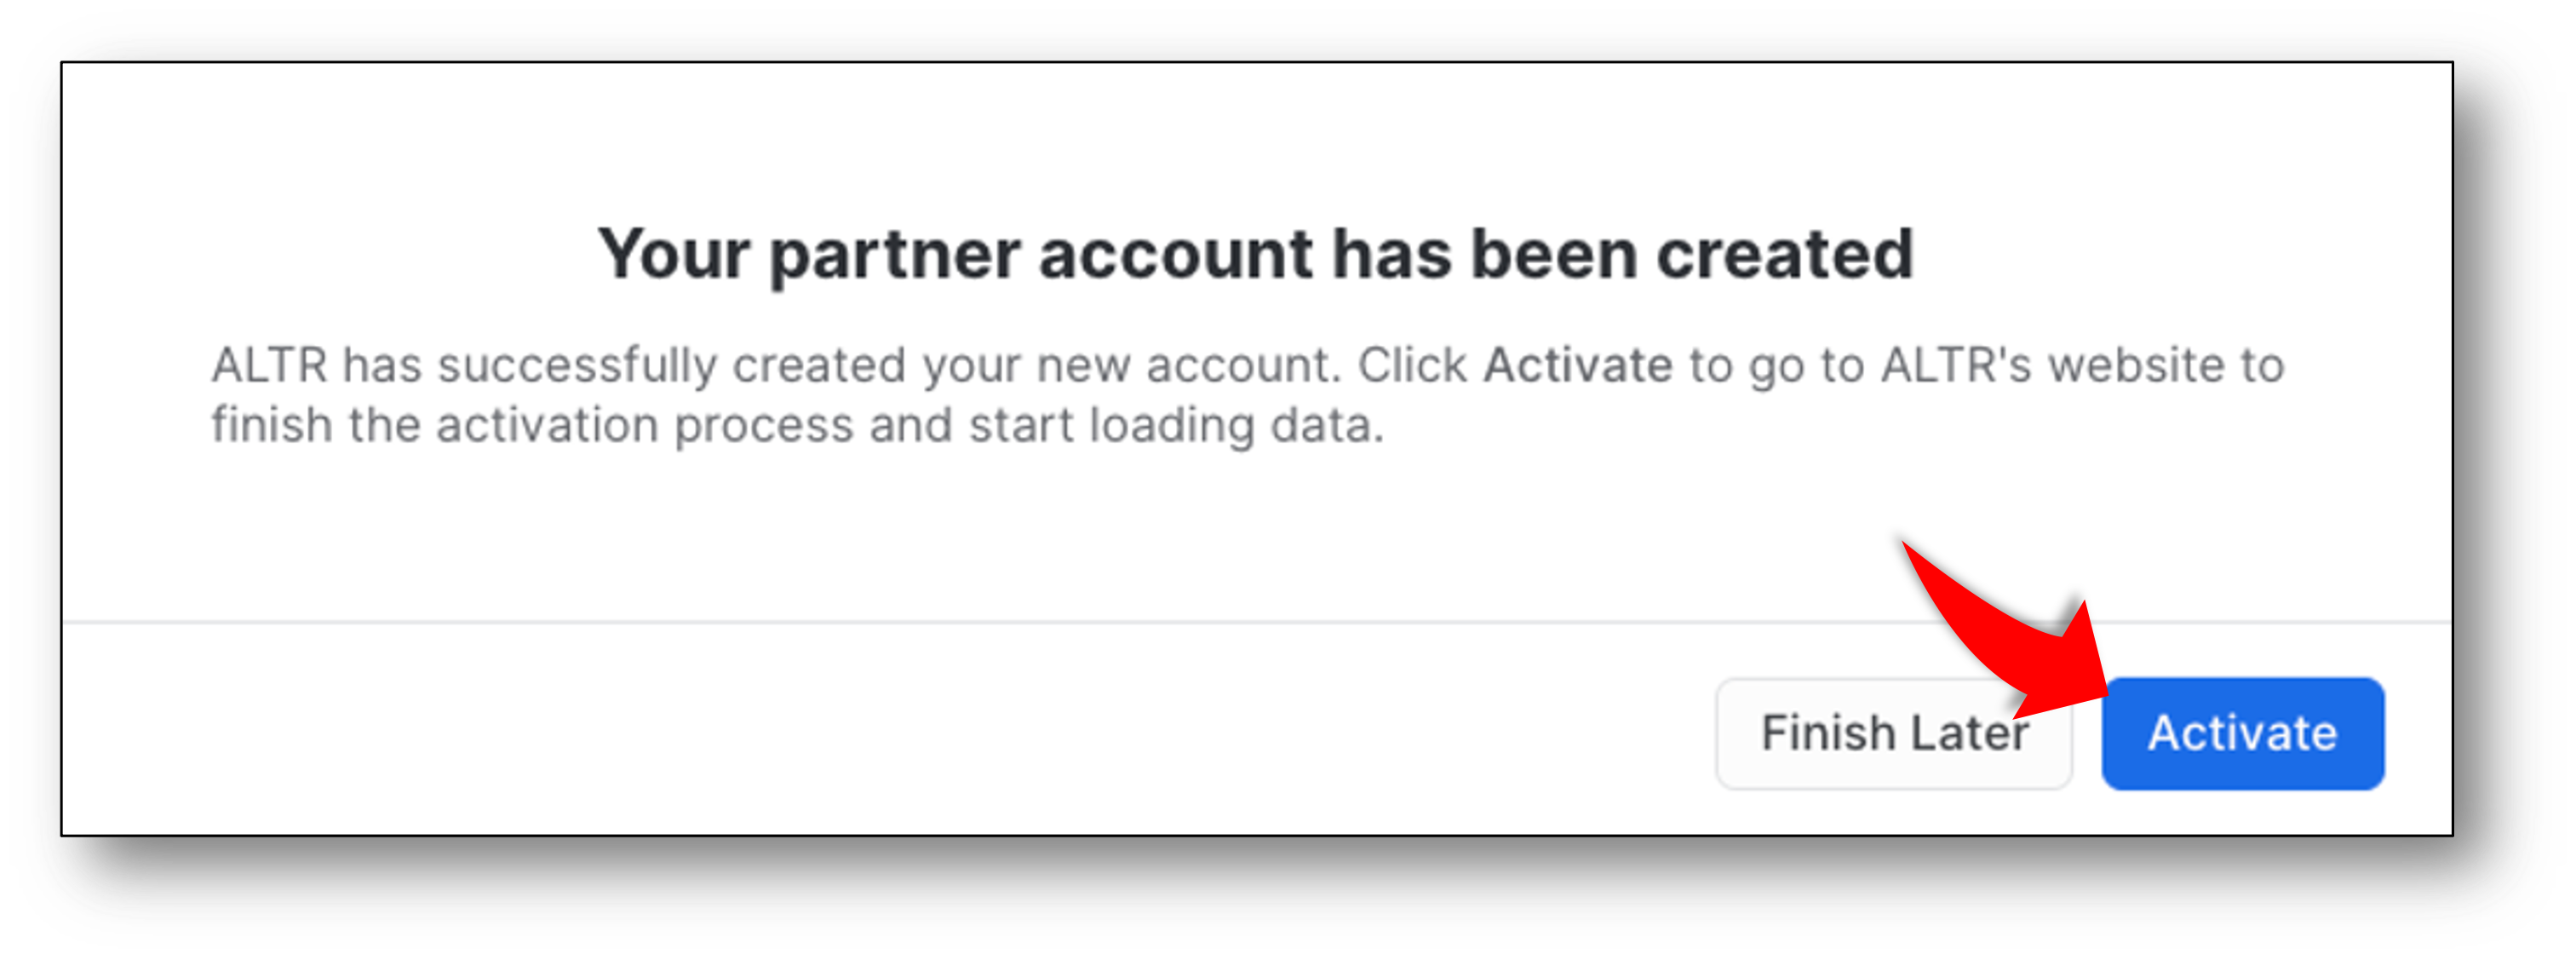 Your partner account has been created
ALTR has successfully created your new account. Click Activate to go to ALTR's website to
finish the activation process and start loading data.
Finish Later
Activate